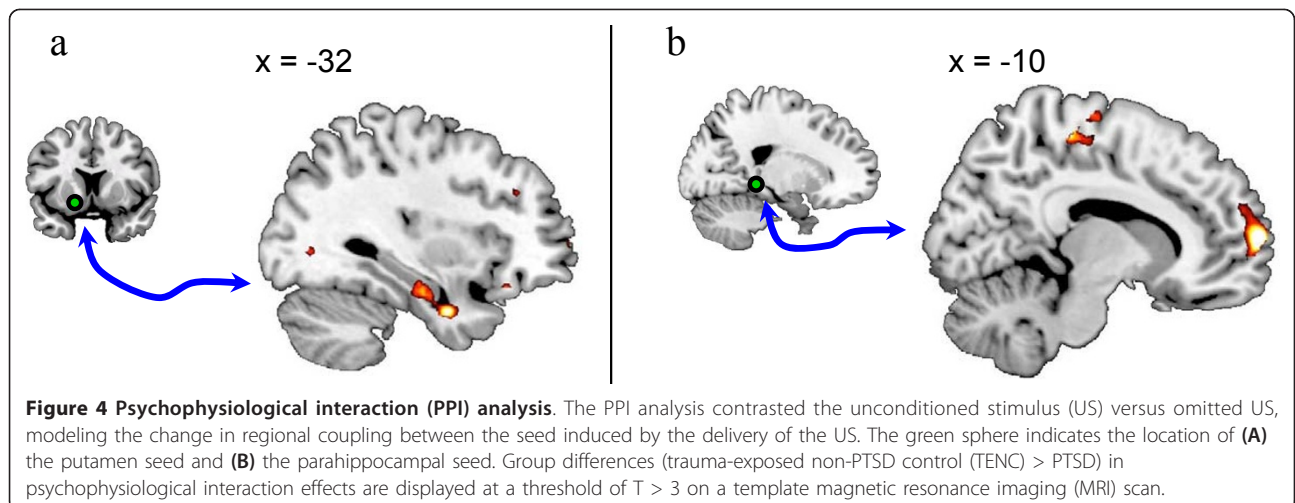 a
x = -32
b
x = -10
Figure 4 Psychophysiological interaction (PPI) analysis. The PPI analysis contrasted the unconditioned stimulus (US) versus omitted US,
modeling the change in regional coupling between the seed induced by the delivery of the US. The green sphere indicates the location of (A)
the putamen seed and (B) the parahippocampal seed. Group differences (trauma-exposed non-PTSD control (TENC) > PTSD) in
psychophysiological interaction effects are displayed at a threshold of T > 3 on a template magnetic resonance imaging (MRI) scan.